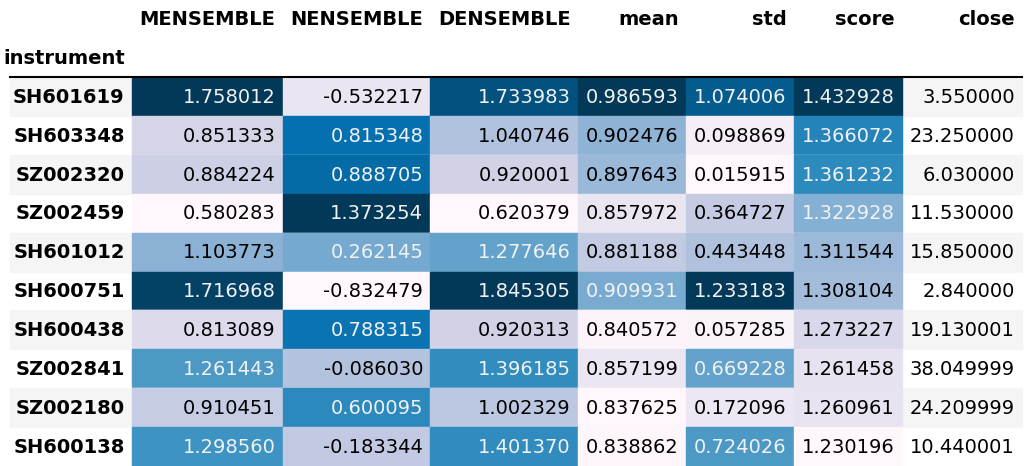 MENSEMBLE NENSEMBLE DENSEMBLE mean std score close
instrument
SH601619 1.758012 -0.532217 1.733983 0.986593 1.074006 1.432928 3.550000
SH603348 0.851333 0.815348 1.040746 0.902476 0.098869 1.366072 23.250000
SZ002320 0.884224 0.888705 0.920001 0.897643 0.015915 1.361232 6.030000
SZ002459 0.580283 1.373254 0.620379 0.857972 0.364727 1.322928 11.530000
SH601012 1.103773 0.262145 1.277646 0.881188 0.443448 1.311544 15.850000
SH600751 1.716968 -0.832479 1.845305 0.909931 1.233183 1.308104 2.840000
SH600438 0.813089 0.788315 0.920313 0.840572 0.057285 1.273227 19.130001
SZ002841 1.261443 -0.086030 1.396185 0.857199 0.669228 1.261458 38.049999
SZ002180 0.910451 0.600095 1.002329 0.837625 0.172096 1.260961 24.209999
SH600138 1.298560 -0.183344 1.401370 0.838862 0.724026 1.230196 10.440001